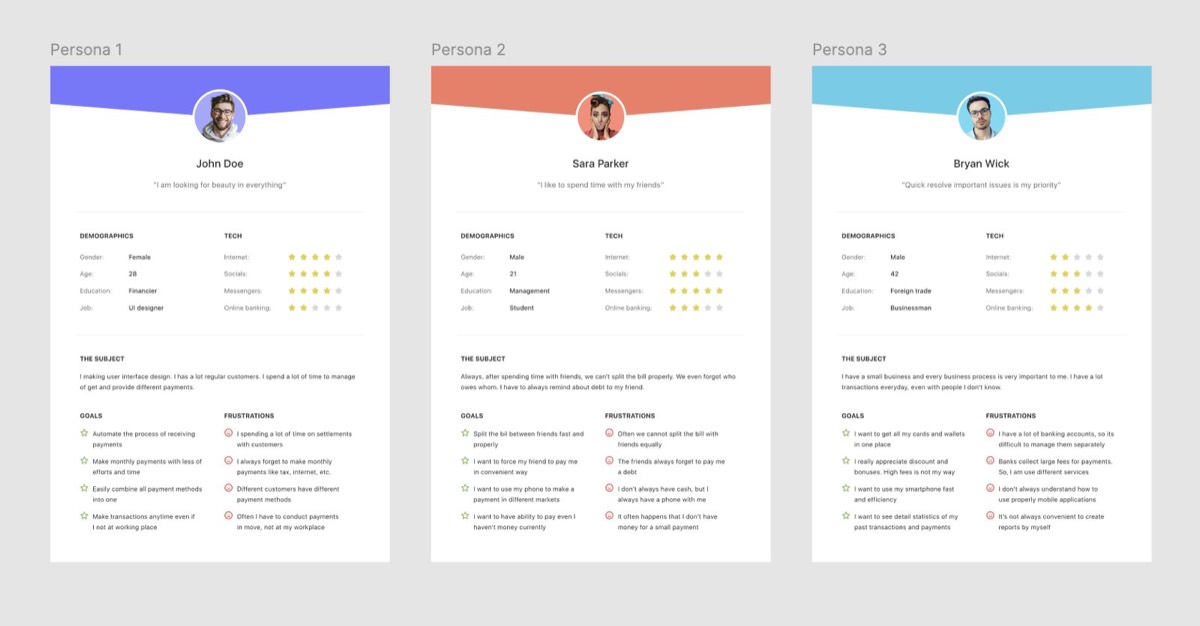 Persona 1
John Doe
"I am looking for beauty in everything"
DEMOGRAPHICS
Gender: Female
Age: 28
Education: Financier
Job: UI designer
TECH
Internet:
Socials:
Messengers:
Online banking:
THE SUBJECT
I making user interface design. I has a lot regular customers. I spend a lot of time to manage
of get and provide different payments.
GOALS
Automate the process of receiving
payments
Make monthly payments with less of
efforts and time
Easily combine all payment methods
into one
Make transactions anytime even if
I not at working place
FRUSTRATIONS
I spending a lot of time on settlements
with customers
I always forget to make monthly
payments like tax, internet, etc.
Different customers have different
payment methods
Often I have to conduct payments
in move, not at my workplace
Persona 2
Sara Parker
"I like to spend time with my friends"
DEMOGRAPHICS
Gender: Male
Age: 21
Education: Management
Job: Student
TECH
Internet:
Socials:
Messengers:
Online banking:
THE SUBJECT
Always, after spending time with friends, we can't split the bill properly. We even forgot who
owes whom. I have to always remind about debt to my friend.
GOALS
Split the bil between friends fast and
properly
I want to force my friend to pay me
in convenient way
I want to use my phone to make a
payment in different markets
I want to have ability to pay even I
haven't money currently
FRUSTRATIONS
Often we cannot split the bill with
friends equally
The friends always forget to pay me
a debt
I don't always have cash, but I
always have a phone with me
It often happens that I don't have
money for a small payment
Persona 3
Bryan Wick
"Quick resolve important issues is my priority"
DEMOGRAPHICS
Gender: Male
Age: 42
Education: Foreign trade
Job: Businessman
TECH
Internet:
Socials:
Messengers:
Online banking:
THE SUBJECT
I have a small business and every business process is very important to me. I have a lot
transactions everyday, even with people I don't know.
GOALS
I want to get all my cards and wallets
in one place
I really appreciate discount and
bonuses. High fees is not my way
I want to use my smartphone fast
and efficiency
I want to see detail statistics of my
past transactions and payments
FRUSTRATIONS
I have a lot of banking accounts, so its
difficult to manage them separately
Banks collect large fees for payments.
So, I am use different services
I don't always understand how to
use properly mobile applications
It's not always convenient to create
reports by myself